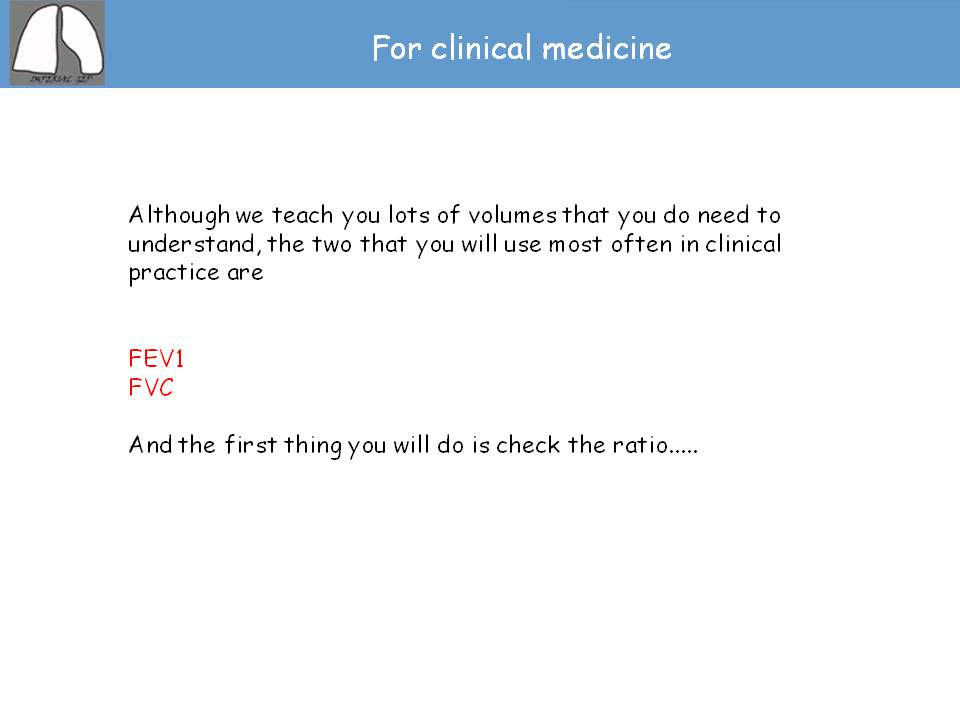 For clinical medicine
IMPERIAL SEF
Although we teach you lots of volumes that you do need to
understand, the two that you will use most often in clinical
practice are
FEV1
FVC
And the first thing you will do is check the ratio.....